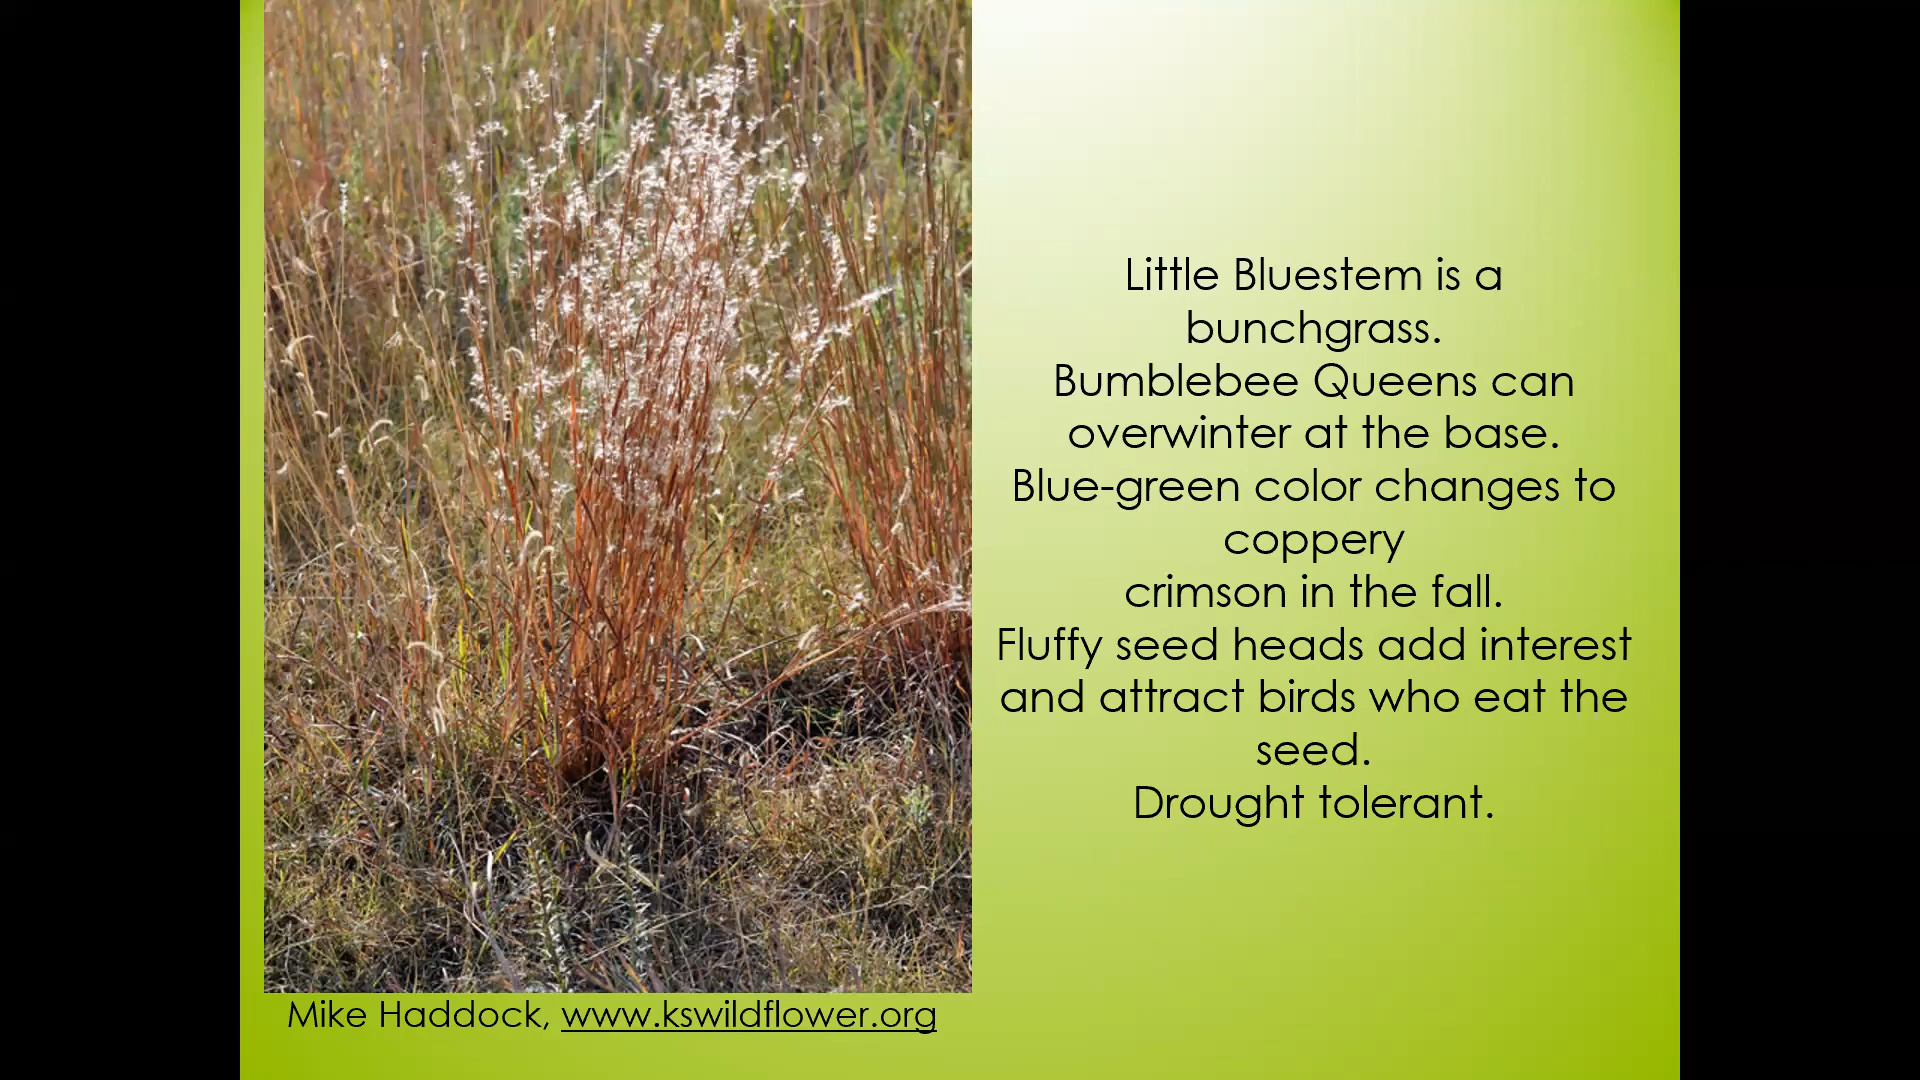 Little Bluestem is a
bunchgrass.
Bumblebee Queens can
overwinter at the base.
Blue-green color changes to
coppery
crimson in the fall.
Fluffy seed heads add interest
and attract birds who eat the
seed.
Drought tolerant.
Mike Haddock, www.kswildflower.org